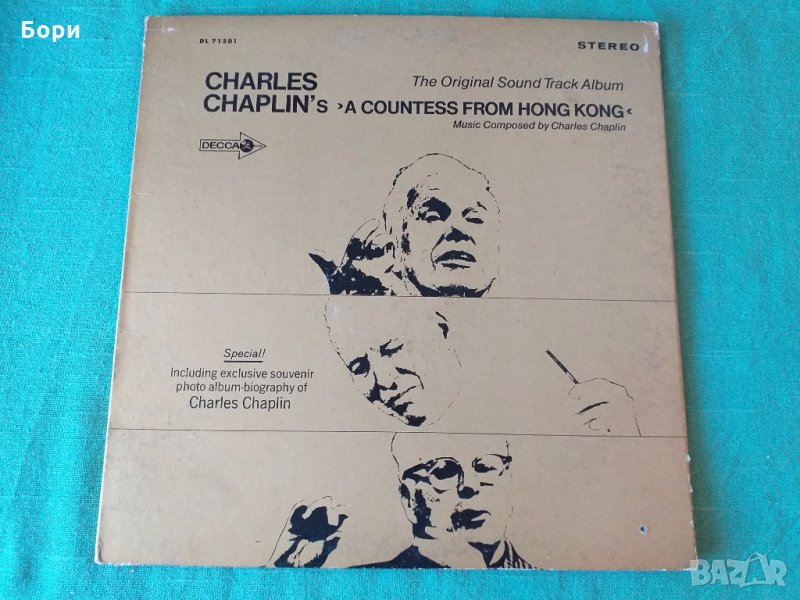 Бори
DL 71501
STEREO
CHARLES
CHAPLIN's
The Original Sound Track Album
›A COUNTESS FROM HONG KONG‹
Music Composed by Charles Chaplin
DECCA
Special!
Including exclusive souvenir
photo album-biography of
Charles Chaplin
BAZAR